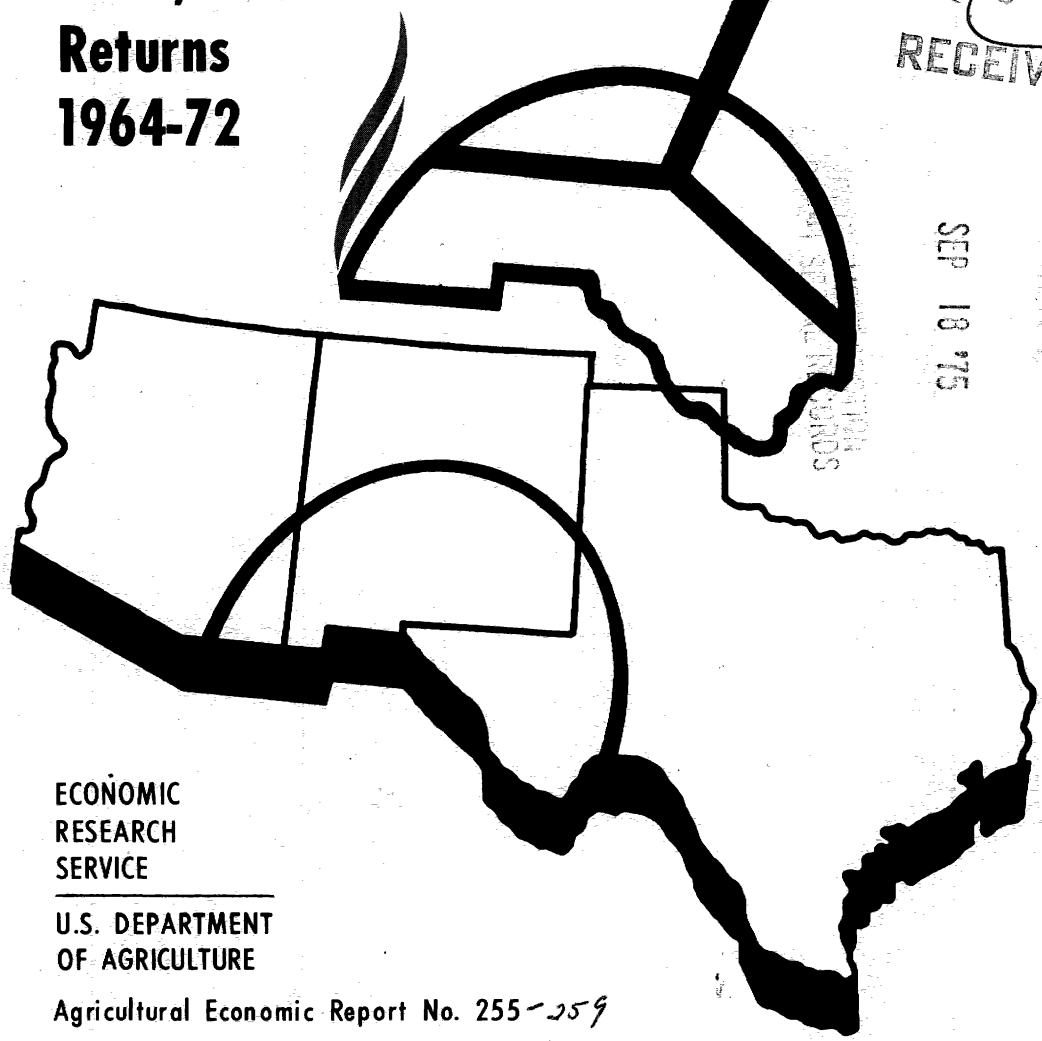 Returns
1964-72
RECEIV
SEP 18 '75
ECONOMIC
RESEARCH
SERVICE
U.S. DEPARTMENT
OF AGRICULTURE
Agricultural Economic Report No. 255-259